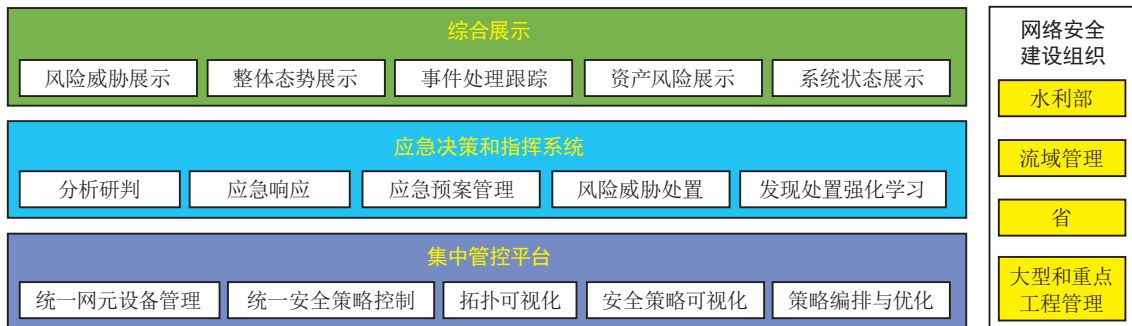 综合展示
风险威胁展示
整体态势展示
事件处理跟踪
资产风险展示
系统状态展示
应急决策和指挥系统
分析研判
应急响应
应急预案管理
风险威胁处置
发现处置强化学习
集中管控平台
统一网元设备管理
统一安全策略控制
拓扑可视化
安全策略可视化
策略编排与优化
网络安全
建设组织
水利部
流域管理
省
大型和重点
工程管理